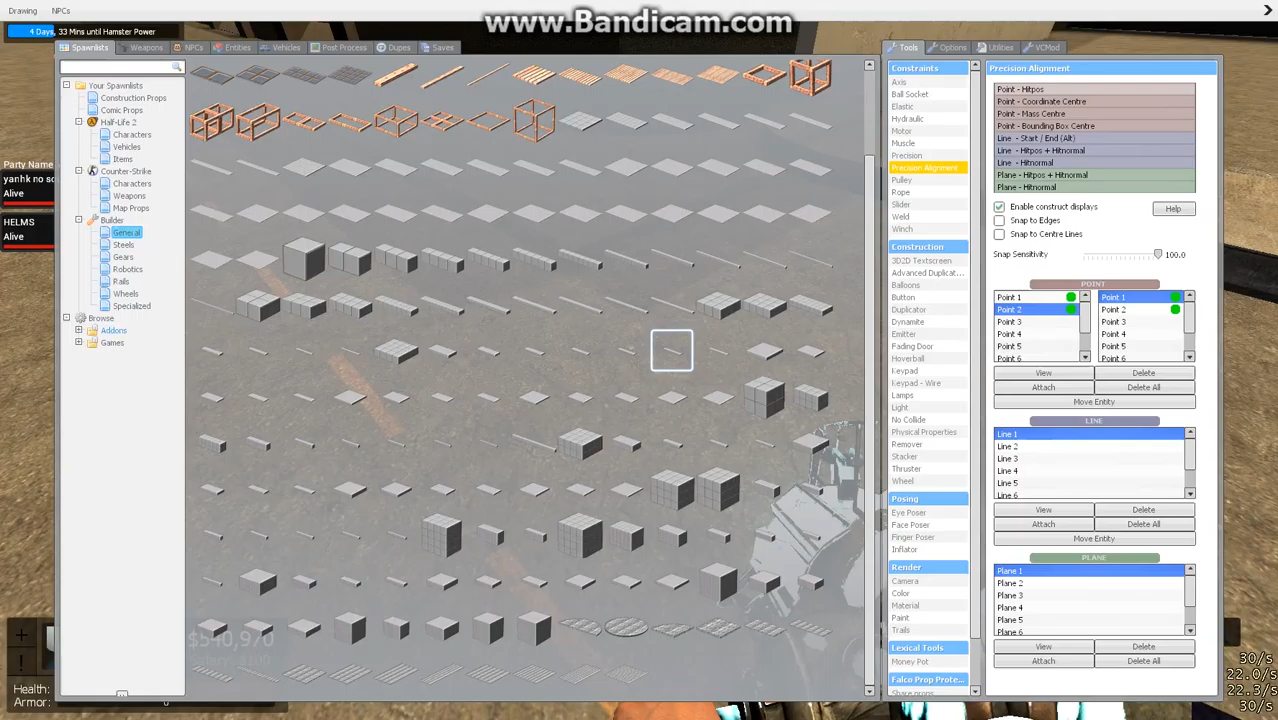 Drawing NPCs
www.Bandicam.com
4 Days, 33 Mins until Hamster Power
Spawnlists Weapons NPCs Entities Vehicles Post Process Dupes Saves
Your Spawnlists
Construction Props
Comic Props
Half-Life 2
Characters
Vehicles
Items
Counter-Strike
Characters
Weapons
Map Props
Builder
General
Steels
Gears
Robotics
Rails
Wheels
Specialized
Browse
Addons
Games
Party Name
yanhk no sc
Alive
HELMS
Alive
$540,970
Health:
Armor:
Tools Options Utilities VCMod
Constraints
Axis
Ball Socket
Elastic
Hydraulic
Motor
Muscle
Precision
Precision Alignment
Pulley
Rope
Slider
Weld
Winch
Construction
3D2D Textscreen
Advanced Duplicat...
Balloons
Button
Duplicator
Dynamite
Emitter
Fading Door
Hoverball
Keypad
Keypad - Wire
Lamps
Light
No Collide
Physical Properties
Remover
Stacker
Thruster
Wheel
Posing
Eye Poser
Face Poser
Finger Poser
Inflator
Render
Camera
Color
Material
Paint
Trails
Lexical Tools
Money Pot
Falco Prop Prote...
Share props
Precision Alignment
Point - Hitpos
Point - Coordinate Centre
Point - Mass Centre
Point - Bounding Box Centre
Line - Start / End (Alt)
Line - Hitpos + Hitnormal
Line - Hitnormal
Plane - Hitpos + Hitnormal
Plane - Hitnormal
Enable construct displays Help
Snap to Edges
Snap to Centre Lines
Snap Sensitivity 100.0
POINT
Point 1 Point 1
Point 2 Point 2
Point 3 Point 3
Point 4 Point 4
Point 5 Point 5
Point 6 Point 6
View Delete
Attach Delete All
Move Entity
LINE
Line 1
Line 2
Line 3
Line 4
Line 5
Line 6
View Delete
Attach Delete All
Move Entity
PLANE
Plane 1
Plane 2
Plane 3
Plane 4
Plane 5
Plane 6
View Delete
Attach Delete All
30/s
22.0/s
22.3/s
30/s